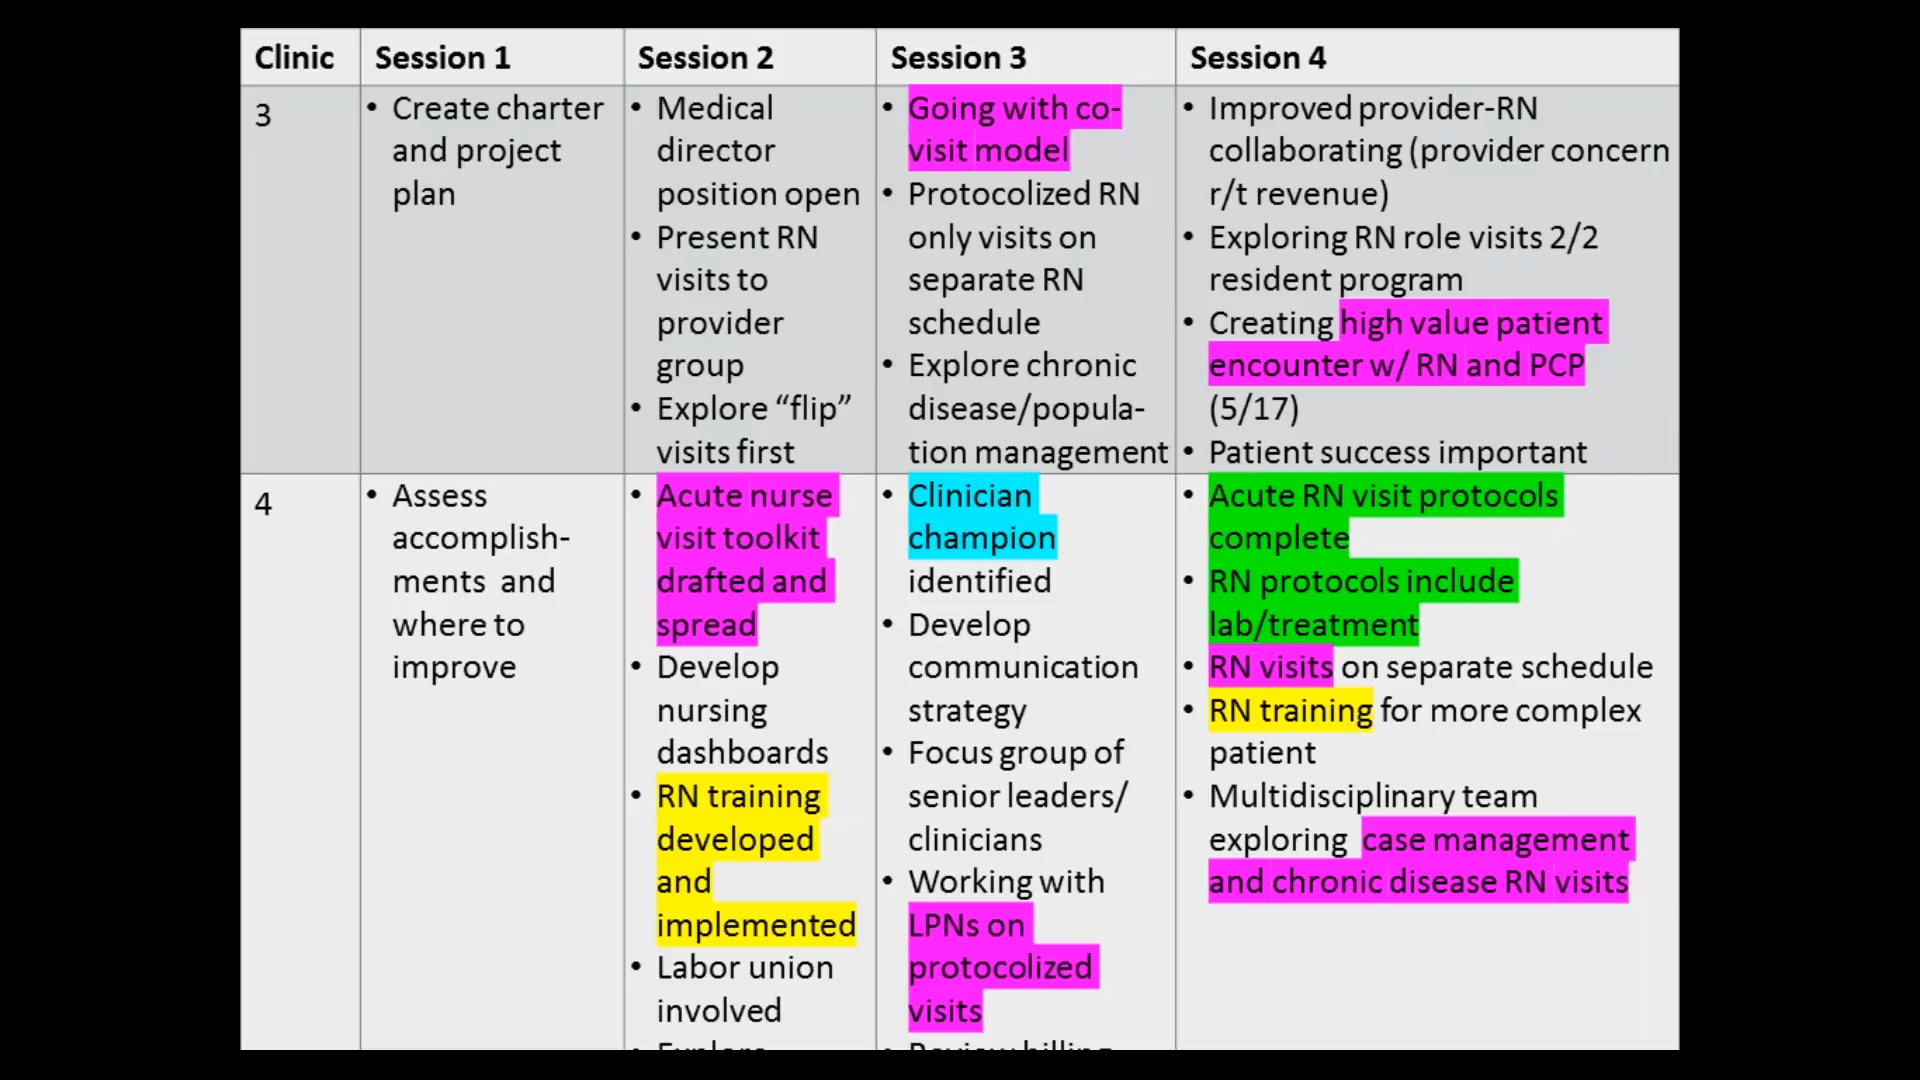 Clinic
Session 1
Session 2
Session 3
Session 4
3
• Create charter
and project
plan
• Medical
director
position open
• Present RN
visits to
provider
group
• Explore “flip”
visits first
• Going with co-
visit model
• Protocolized RN
only visits on
separate RN
schedule
• Explore chronic
disease/popula-
tion management
• Improved provider-RN
collaborating (provider concern
r/t revenue)
• Exploring RN role visits 2/2
resident program
• Creating high value patient
encounter w/ RN and PCP
(5/17)
• Patient success important
4
• Assess
accomplish-
ments and
where to
improve
• Acute nurse
visit toolkit
drafted and
spread
• Develop
nursing
dashboards
• RN training
developed
and
implemented
• Labor union
involved
• Explore
• Clinician
champion
identified
• Develop
communication
strategy
• Focus group of
senior leaders/
clinicians
• Working with
LPNs on
protocolized
visits
• Review billing
• Acute RN visit protocols
complete
• RN protocols include
lab/treatment
• RN visits on separate schedule
• RN training for more complex
patient
• Multidisciplinary team
exploring case management
and chronic disease RN visits